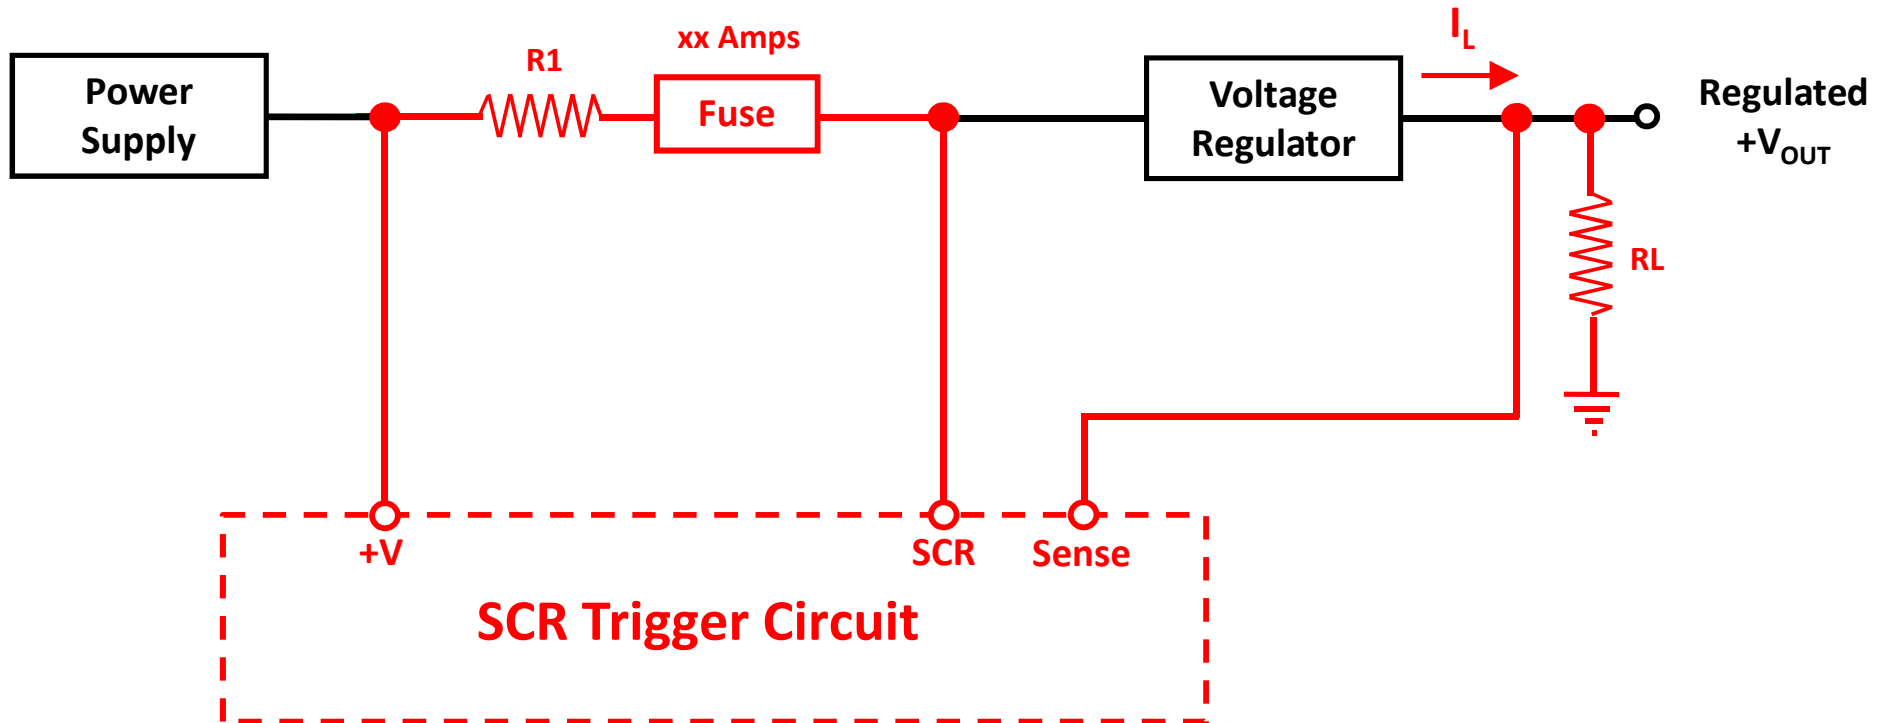 Power
Supply
R1
xx Amps
Fuse
Voltage
Regulator
IL
Regulated
+VOUT
RL
+V
SCR
Sense
SCR Trigger Circuit